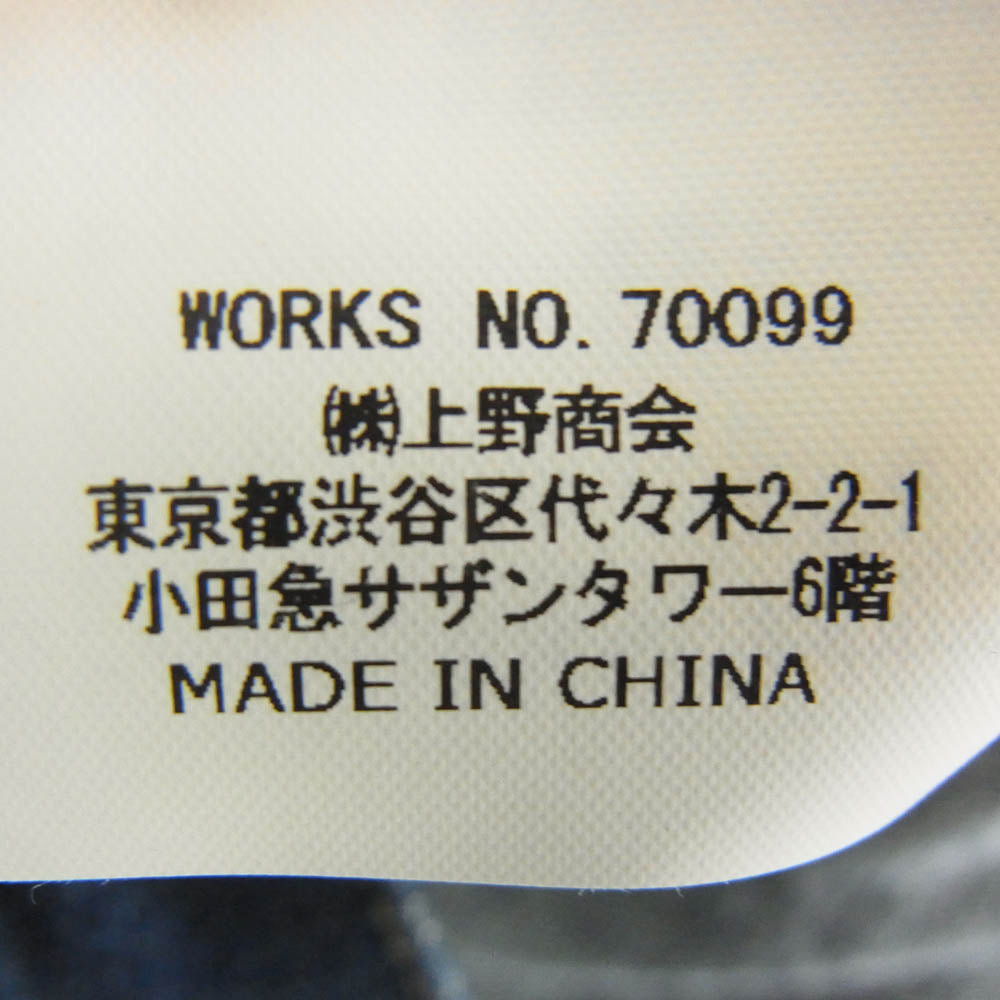 WORKS NO. 70099
㈱上野商会
東京都渋谷区代々木2-2-1
小田急サザンタワー6階
MADE IN CHINA